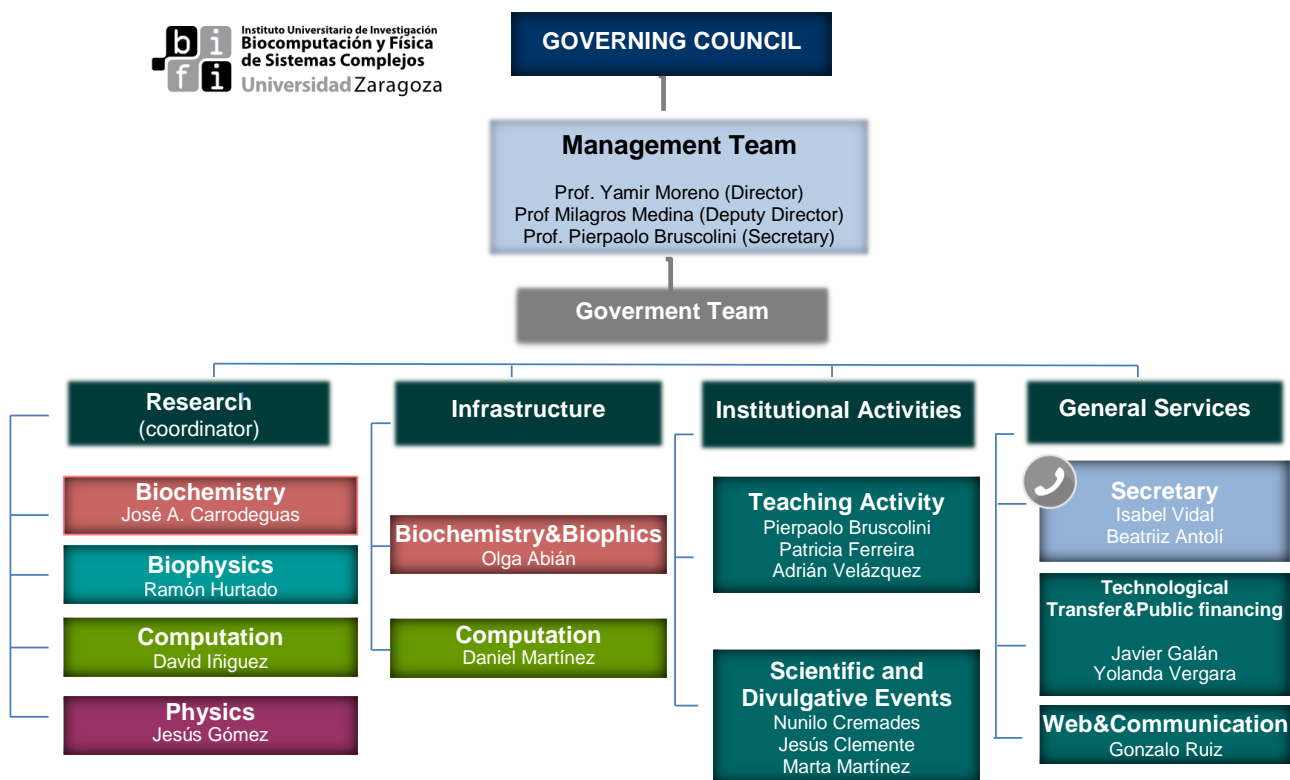 bifi
Instituto Universitario de Investigación
Biocomputación y Física
de Sistemas Complejos
Universidad Zaragoza
GOVERNING COUNCIL
Management Team
Prof. Yamir Moreno (Director)
Prof Milagros Medina (Deputy Director)
Prof. Pierpaolo Bruscolini (Secretary)
Goverment Team
Research
(coordinator)
Biochemistry
José A. Carrodeguas
Biophysics
Ramón Hurtado
Computation
David Iñiguez
Physics
Jesús Gómez
Infrastructure
Biochemistry&Biophics
Olga Abián
Computation
Daniel Martínez
Institutional Activities
Teaching Activity
Pierpaolo Bruscolini
Patricia Ferreira
Adrián Velázquez
Scientific and
Divulgative Events
Nunilo Cremades
Jesús Clemente
Marta Martínez
General Services
Secretary
Isabel Vidal
Beatriiz Antolí
Technological
Transfer&Public financing
Javier Galán
Yolanda Vergara
Web&Communication
Gonzalo Ruiz